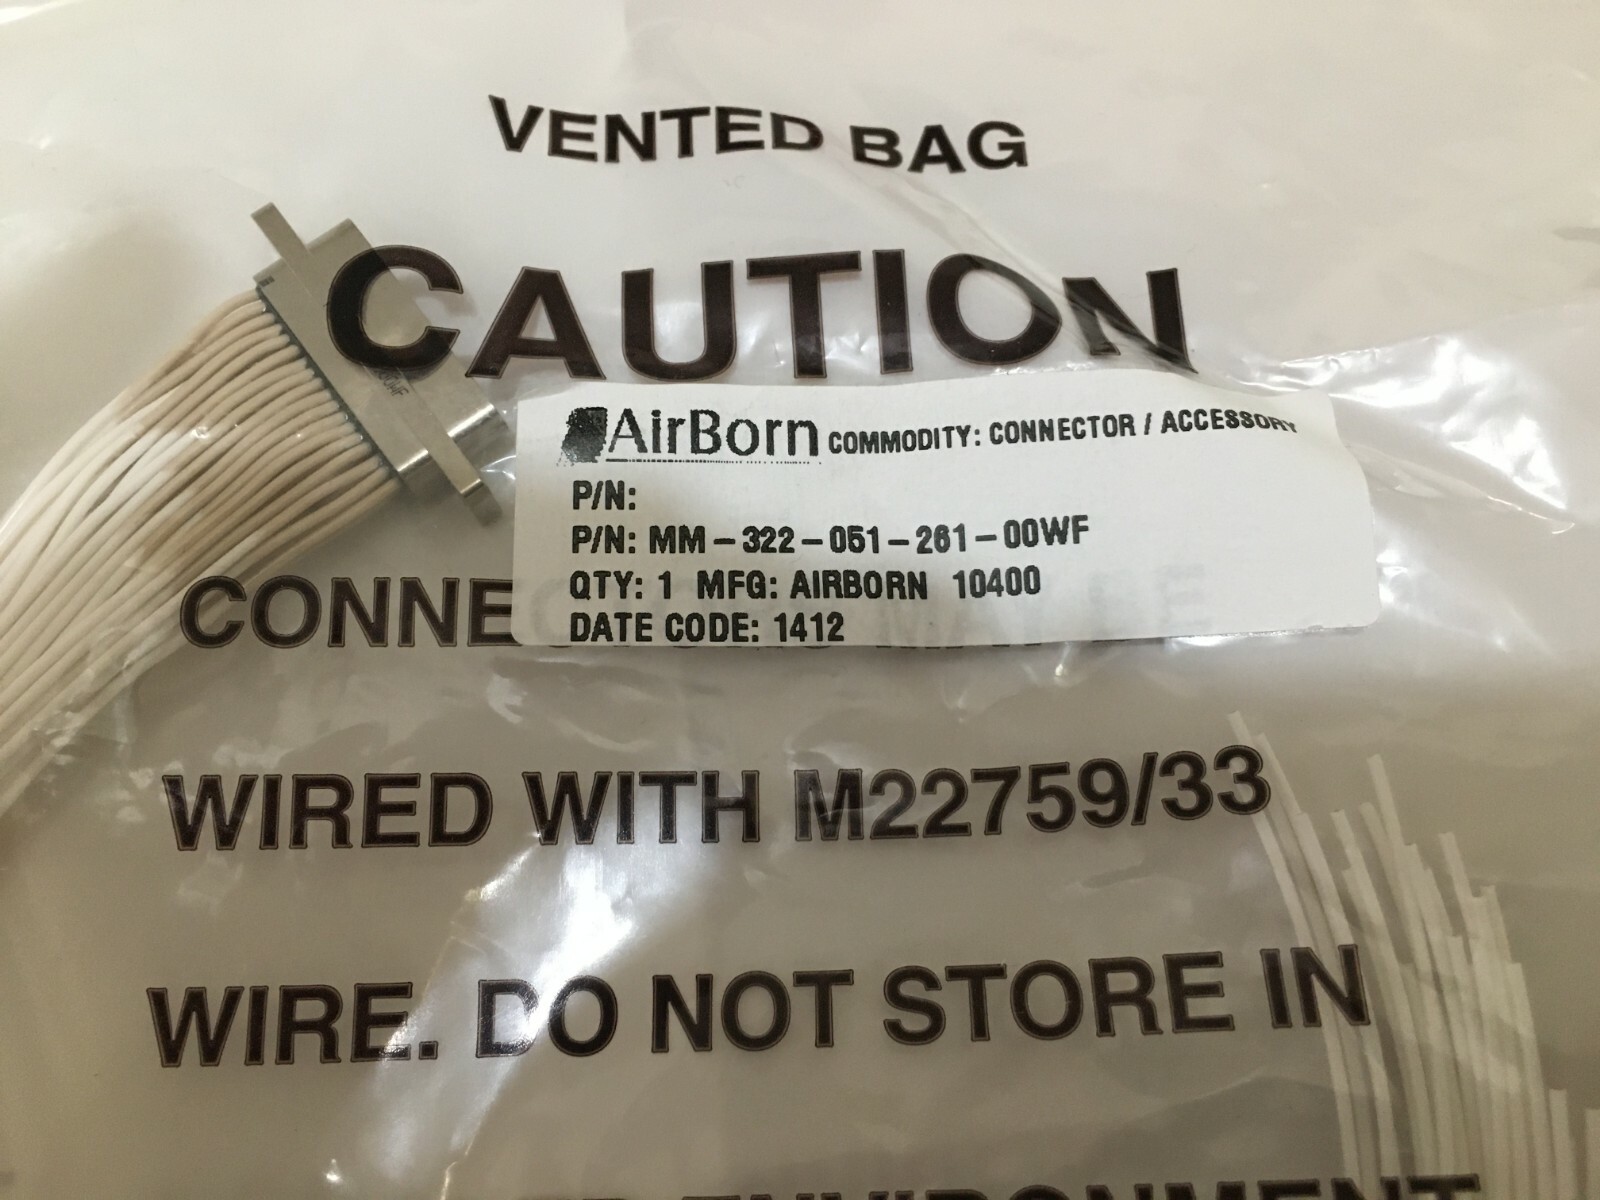 VENTED BAG
CAUTION
AirBorn COMMODITY: CONNECTOR / ACCESSORY
P/N:
P/N: MM-322-051-261-00WF
QTY: 1 MFG: AIRBORN 10400
DATE CODE: 1412
WIRED WITH M22759/33
WIRE. DO NOT STORE IN
ENVIRONMENT